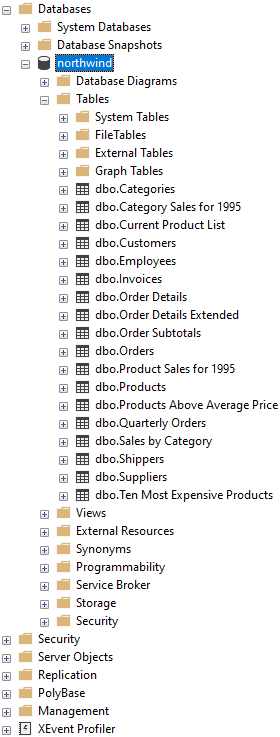 Databases
System Databases
Database Snapshots
northwind
Database Diagrams
Tables
System Tables
FileTables
External Tables
Graph Tables
dbo.Categories
dbo.Category Sales for 1995
dbo.Current Product List
dbo.Customers
dbo.Employees
dbo.Invoices
dbo.Order Details
dbo.Order Details Extended
dbo.Order Subtotals
dbo.Orders
dbo.Product Sales for 1995
dbo.Products
dbo.Products Above Average Price
dbo.Quarterly Orders
dbo.Sales by Category
dbo.Shippers
dbo.Suppliers
dbo.Ten Most Expensive Products
Views
External Resources
Synonyms
Programmability
Service Broker
Storage
Security
Security
Server Objects
Replication
PolyBase
Management
XEvent Profiler